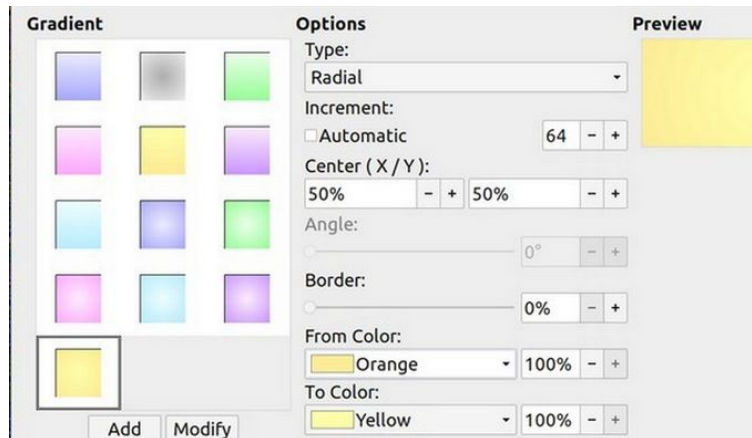 Gradient
Options
Preview
Type:
Radial
Increment:
Automatic 64 - +
Center ( X / Y ):
50% - + 50% - +
Angle:
0° - +
Border:
0% - +
From Color:
Orange 100% - +
To Color:
Yellow 100% - +
Add Modify